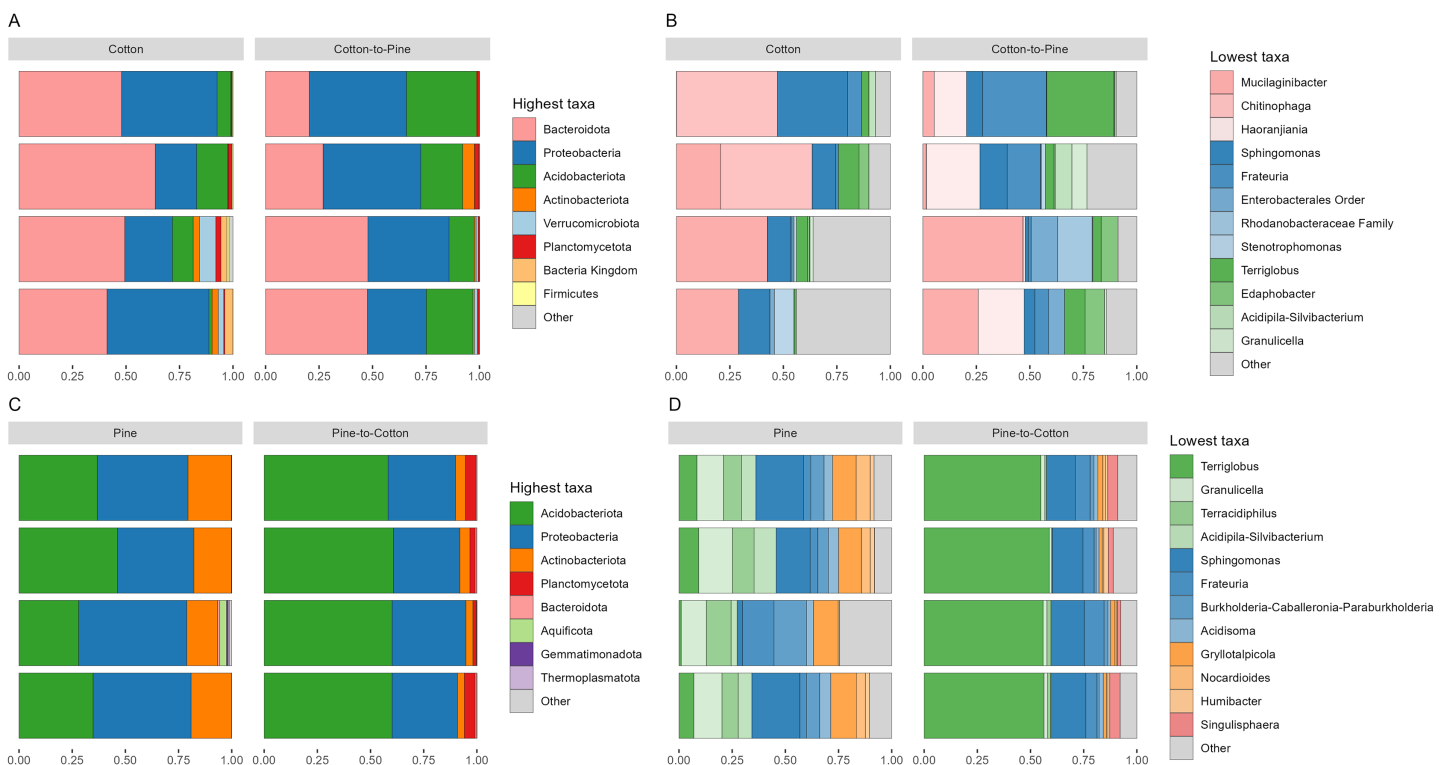 A
Cotton
Cotton-to-Pine
0.00 0.25 0.50 0.75 1.00
0.00 0.25 0.50 0.75 1.00
Highest taxa
Bacteroidota
Proteobacteria
Acidobacteriota
Actinobacteriota
Verrucomicrobiota
Planctomycetota
Bacteria Kingdom
Firmicutes
Other
B
Cotton
Cotton-to-Pine
0.00 0.25 0.50 0.75 1.00
0.00 0.25 0.50 0.75 1.00
Lowest taxa
Mucilaginibacter
Chitinophaga
Haoranjiania
Sphingomonas
Frateuria
Enterobacterales Order
Rhodanobacteraceae Family
Stenotrophomonas
Terriglobus
Edaphobacter
Acidipila-Silvibacterium
Granulicella
Other
C
Pine
Pine-to-Cotton
0.00 0.25 0.50 0.75 1.00
0.00 0.25 0.50 0.75 1.00
Highest taxa
Acidobacteriota
Proteobacteria
Actinobacteriota
Planctomycetota
Bacteroidota
Aquificota
Gemmatimonadota
Thermoplasmatota
Other
D
Pine
Pine-to-Cotton
0.00 0.25 0.50 0.75 1.00
0.00 0.25 0.50 0.75 1.00
Lowest taxa
Terriglobus
Granulicella
Terracidiphilus
Acidipila-Silvibacterium
Sphingomonas
Frateuria
Burkholderia-Caballeronia-Paraburkholderia
Acidisoma
Gryllotalpicola
Nocardioides
Humibacter
Singulisphaera
Other